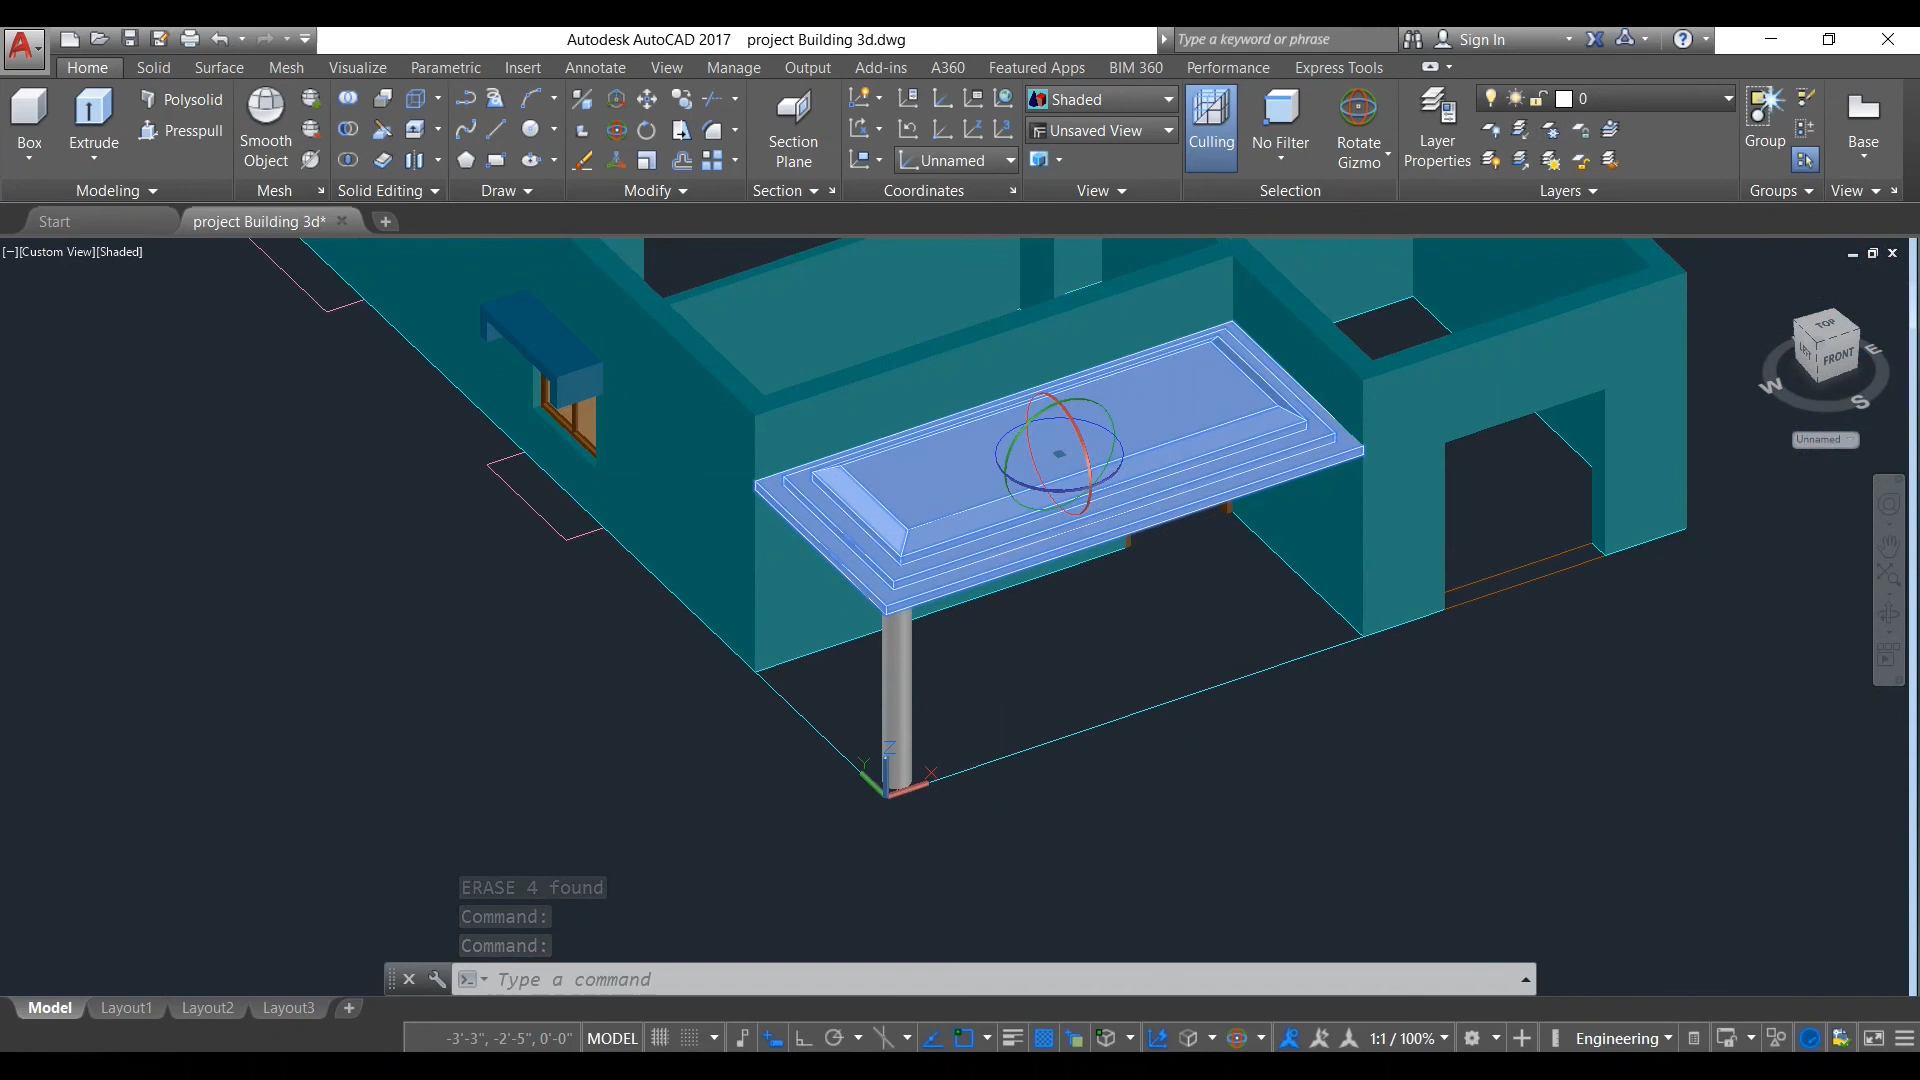 Autodesk AutoCAD 2017 project Building 3d.dwg
Type a keyword or phrase
Sign In
Home Solid Surface Mesh Visualize Parametric Insert Annotate View Manage Output Add-ins A360 Featured Apps BIM 360 Performance Express Tools
Box
Extrude
Polysolid
Presspull
Smooth
Object
Section
Plane
Unnamed
Shaded
Unsaved View
Culling
No Filter
Rotate
Gizmo
Layer
Properties
0
Group
Base
Modeling Mesh Solid Editing Draw Modify Section Coordinates View Selection Layers Groups View
Start project Building 3d*
[−][Custom View][Shaded]
TOP
LEFT
FRONT
E
W
S
Unnamed
Z
Y
X
ERASE 4 found
Command:
Command:
Type a command
Model Layout1 Layout2 Layout3
-3'-3", -2'-5", 0'-0" MODEL 1:1 / 100% Engineering